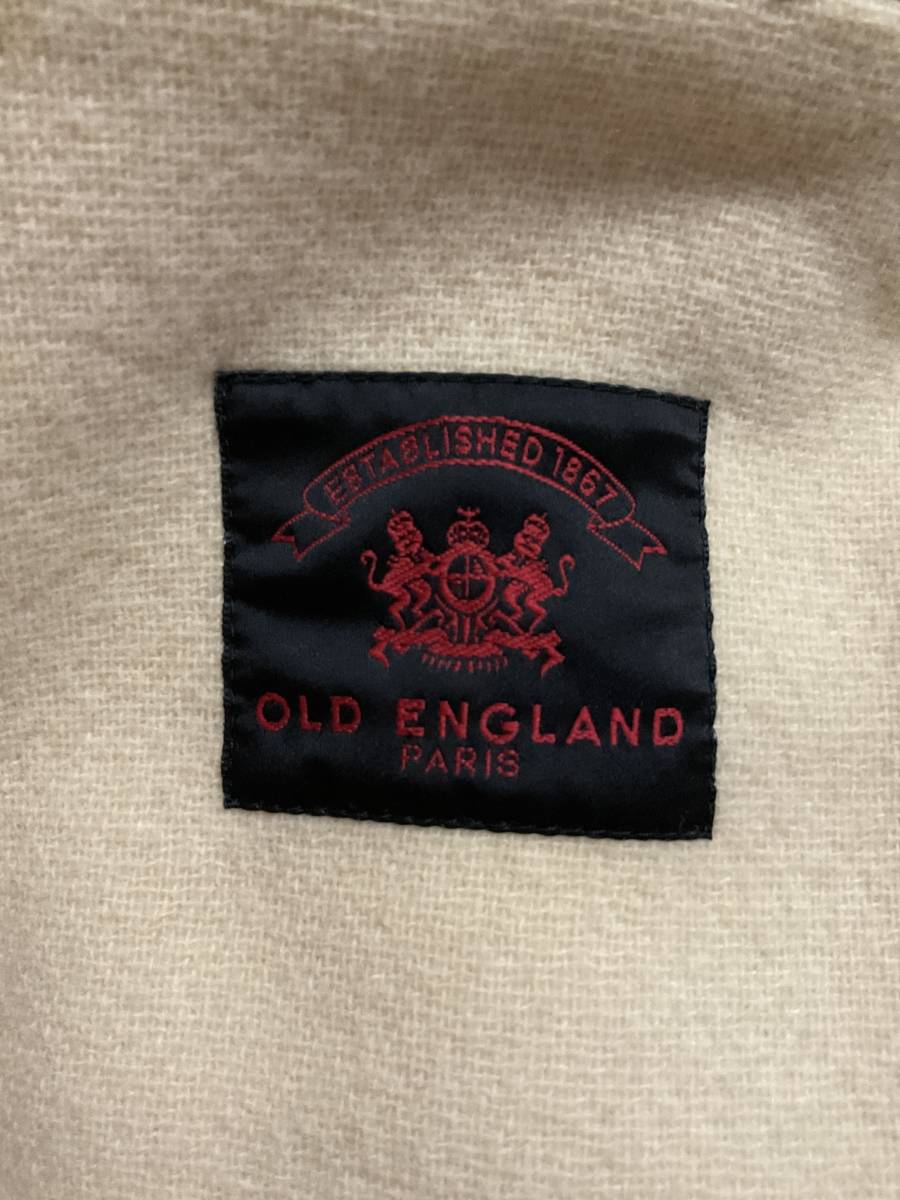 ESTABLISHED 1867
OLD ENGLAND
PARIS